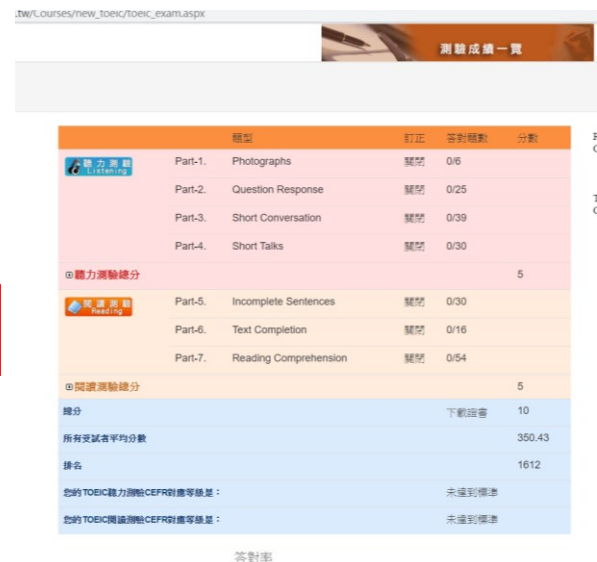 .tw/Courses/new_toeic/toeic_exam.aspx
測驗成績一覽
題型 訂正 答對題數 分數
聽力測驗 Listening Part-1. Photographs 關閉 0/6
Part-2. Question Response 關閉 0/25
Part-3. Short Conversation 關閉 0/39
Part-4. Short Talks 關閉 0/30
聽力測驗總分 5
閱讀測驗 Reading Part-5. Incomplete Sentences 關閉 0/30
Part-6. Text Completion 關閉 0/16
Part-7. Reading Comprehension 關閉 0/54
閱讀測驗總分 5
總分 下載證書 10
所有受試者平均分數 350.43
排名 1612
您的TOEIC聽力測驗CEFR對應等級是： 未達到標準
您的TOEIC閱讀測驗CEFR對應等級是： 未達到標準
答對率